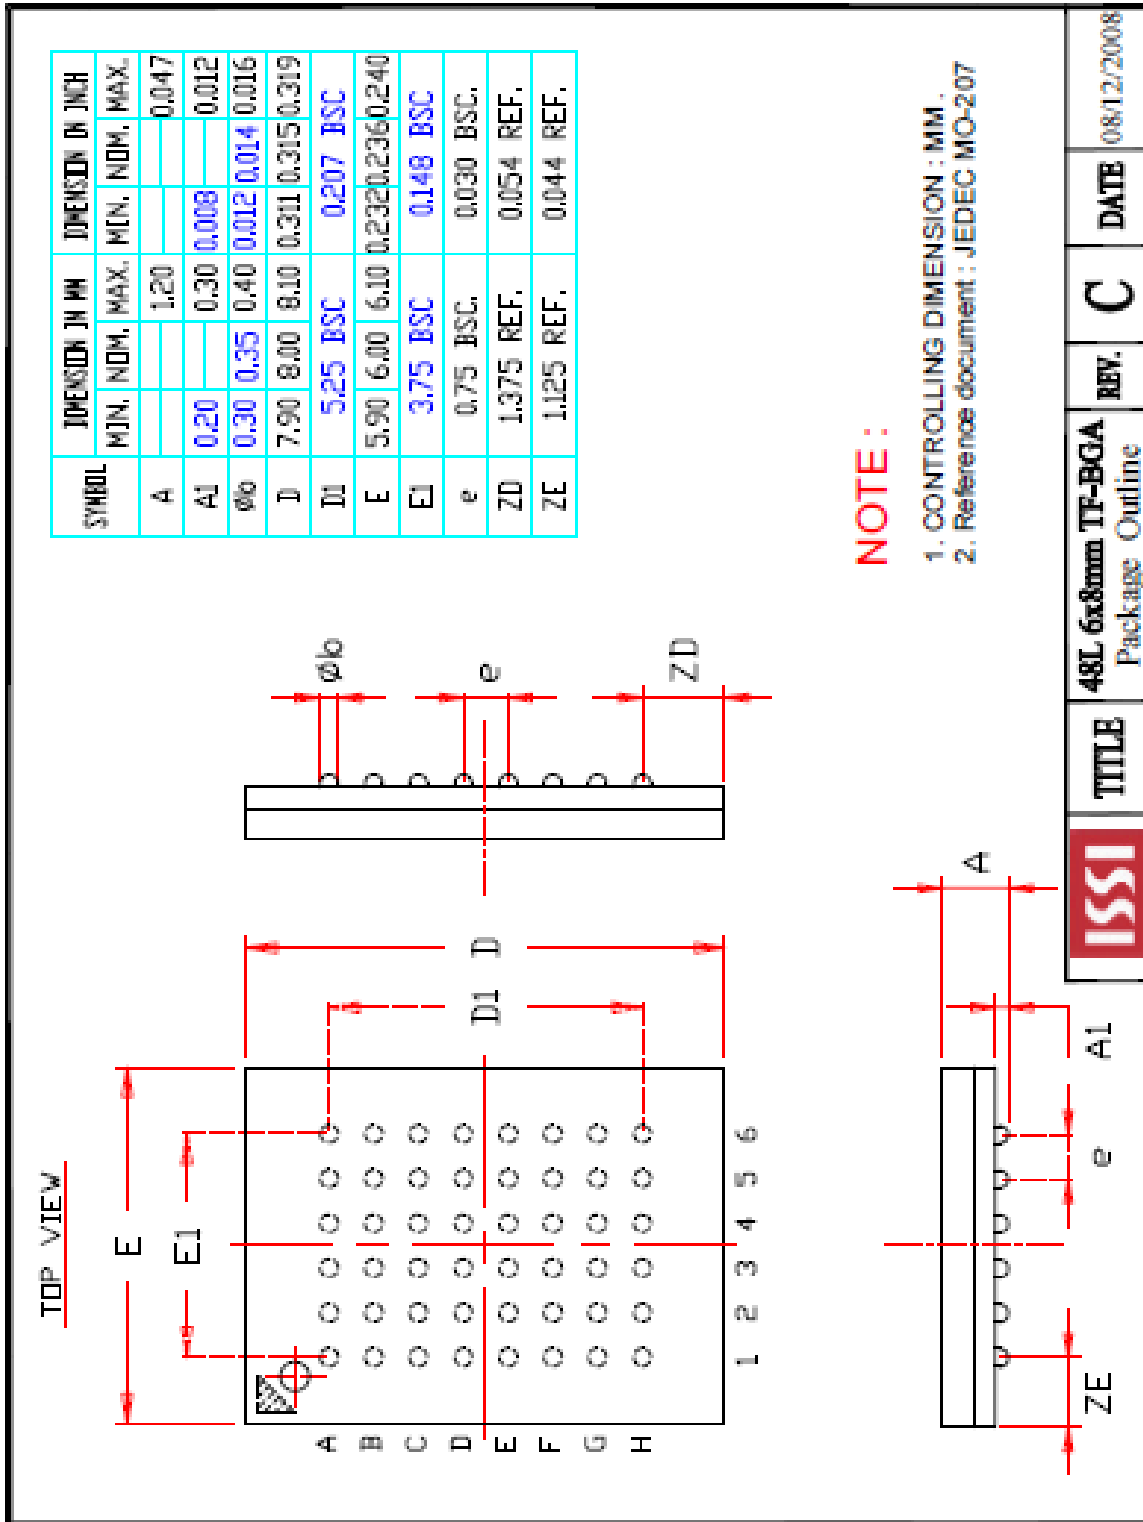 TOP VIEW
E
E1
A
B
C
D
E
F
G
H
1 2 3 4 5 6
D1
D
Øb
e
ZD
ZE
e
A1
A
SYMBOL DIMENSION IN MM DIMENSION IN INCH
MIN. NOM. MAX. MIN. NOM. MAX.
A 1.20 0.047
A1 0.20 0.30 0.008 0.012
Øb 0.30 0.35 0.40 0.012 0.014 0.016
D 7.90 8.00 8.10 0.311 0.315 0.319
D1 5.25 BSC 0.207 BSC
E 5.90 6.00 6.10 0.232 0.236 0.240
E1 3.75 BSC 0.148 BSC
e 0.75 BSC. 0.030 BSC.
ZD 1.375 REF. 0.054 REF.
ZE 1.125 REF. 0.044 REF.
NOTE :
1. CONTROLLING DIMENSION : MM .
2. Reference document : JEDEC MO-207
ISSI TITLE 48L 6x8mm TF-BGA
Package Outline
REV. C DATE 08/12/2008